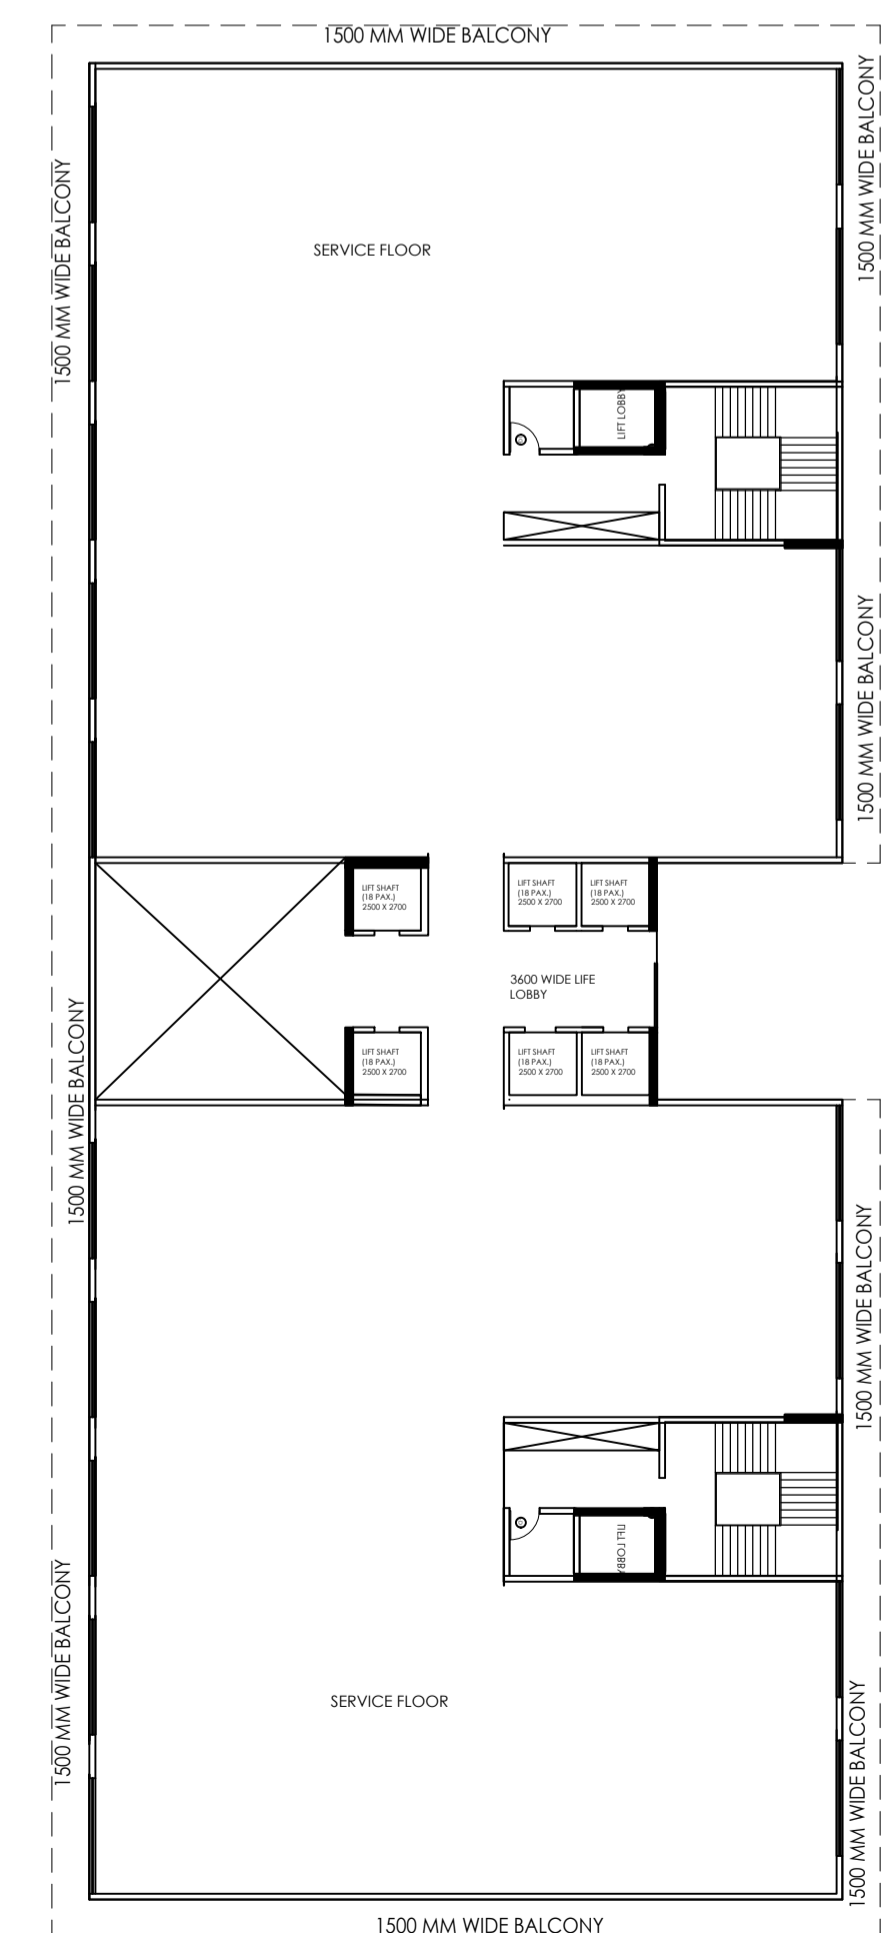 1500 MM WIDE BALCONY
1500 MM WIDE BALCONY
1500 MM WIDE BALCONY
SERVICE FLOOR
LIFT LOBBY
1500 MM WIDE BALCONY
LIFT SHAFT
(18 PAX.)
2500 X 2700
LIFT SHAFT
(18 PAX.)
2500 X 2700
LIFT SHAFT
(18 PAX.)
2500 X 2700
3600 WIDE LIFE
LOBBY
LIFT SHAFT
(18 PAX.)
2500 X 2700
LIFT SHAFT
(18 PAX.)
2500 X 2700
LIFT SHAFT
(18 PAX.)
2500 X 2700
1500 MM WIDE BALCONY
1500 MM WIDE BALCONY
LIFT LOBBY
1500 MM WIDE BALCONY
SERVICE FLOOR
1500 MM WIDE BALCONY
1500 MM WIDE BALCONY